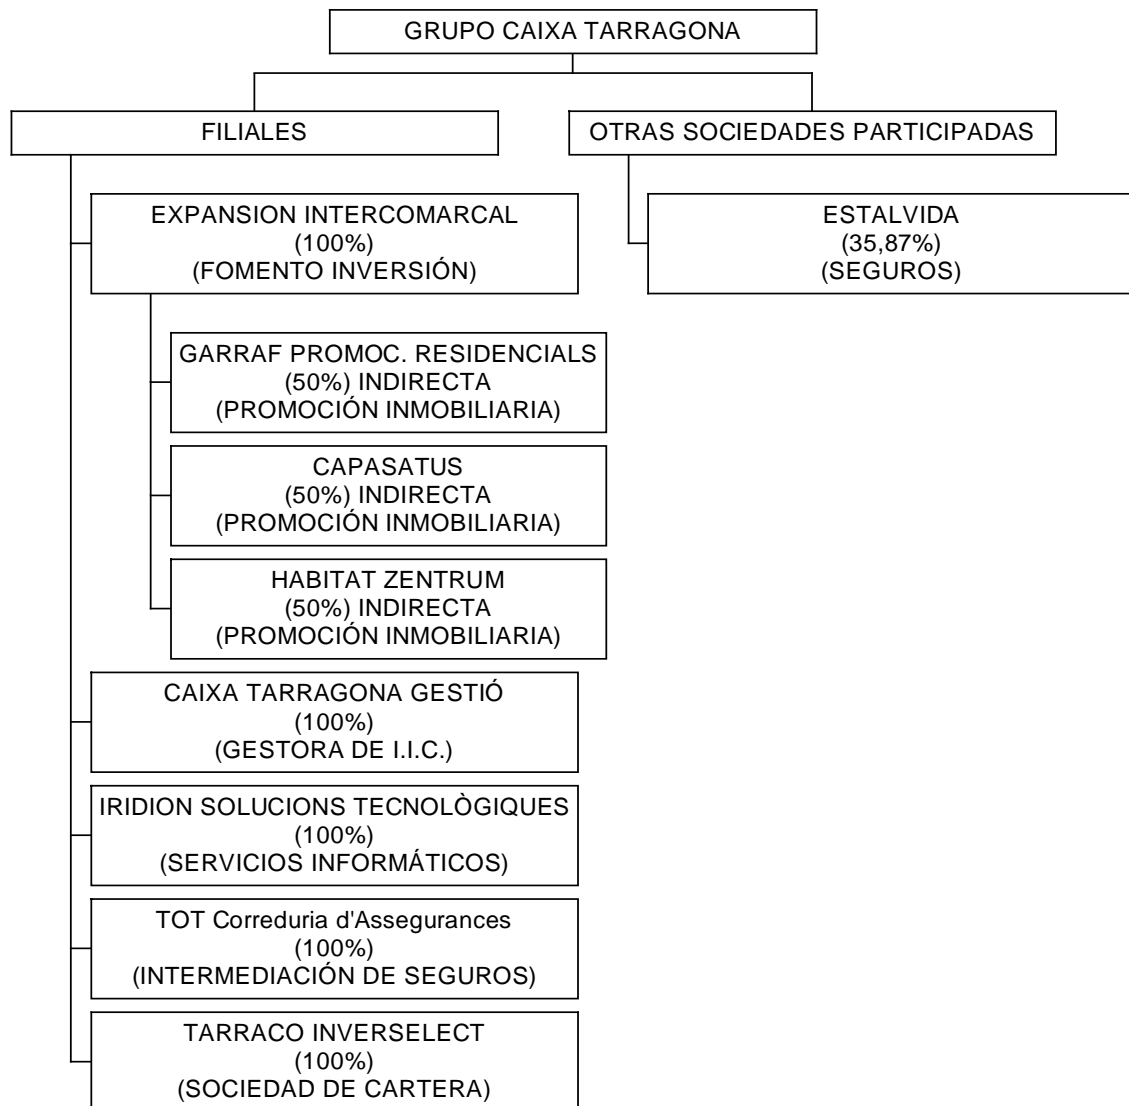 GRUPO CAIXA TARRAGONA
FILIALES
OTRAS SOCIEDADES PARTICIPADAS
EXPANSION INTERCOMARCAL
(100%)
(FOMENTO INVERSIÓN)
ESTALVIDA
(35,87%)
(SEGUROS)
GARRAF PROMOC. RESIDENCIALS
(50%) INDIRECTA
(PROMOCIÓN INMOBILIARIA)
CAPASATUS
(50%) INDIRECTA
(PROMOCIÓN INMOBILIARIA)
HABITAT ZENTRUM
(50%) INDIRECTA
(PROMOCIÓN INMOBILIARIA)
CAIXA TARRAGONA GESTIÓ
(100%)
(GESTORA DE I.I.C.)
IRIDION SOLUCIONS TECNOLÒGIQUES
(100%)
(SERVICIOS INFORMÁTICOS)
TOT Correduria d'Assegurances
(100%)
(INTERMEDIACIÓN DE SEGUROS)
TARRACO INVERSELECT
(100%)
(SOCIEDAD DE CARTERA)